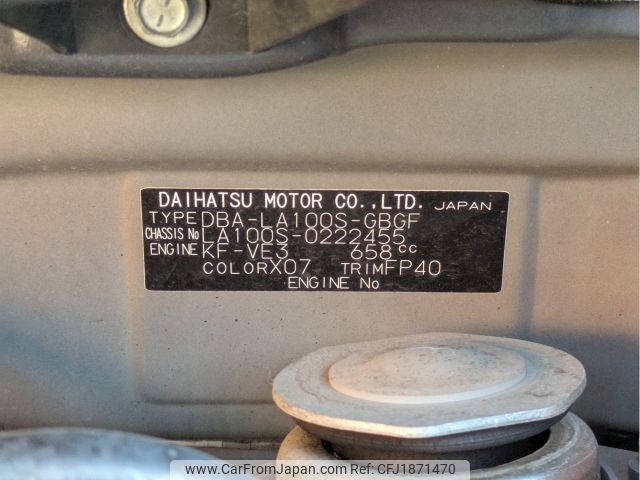 DAIHATSU MOTOR CO.,LTD. JAPAN
TYPE DBA-LA100S-GBGF
CHASSIS No LA100S-0222455
ENGINE KF-VE3 658cc
COLOR X07 TRIM FP40
ENGINE No
www.CarFromJapan.com Ref:CFJ1871470